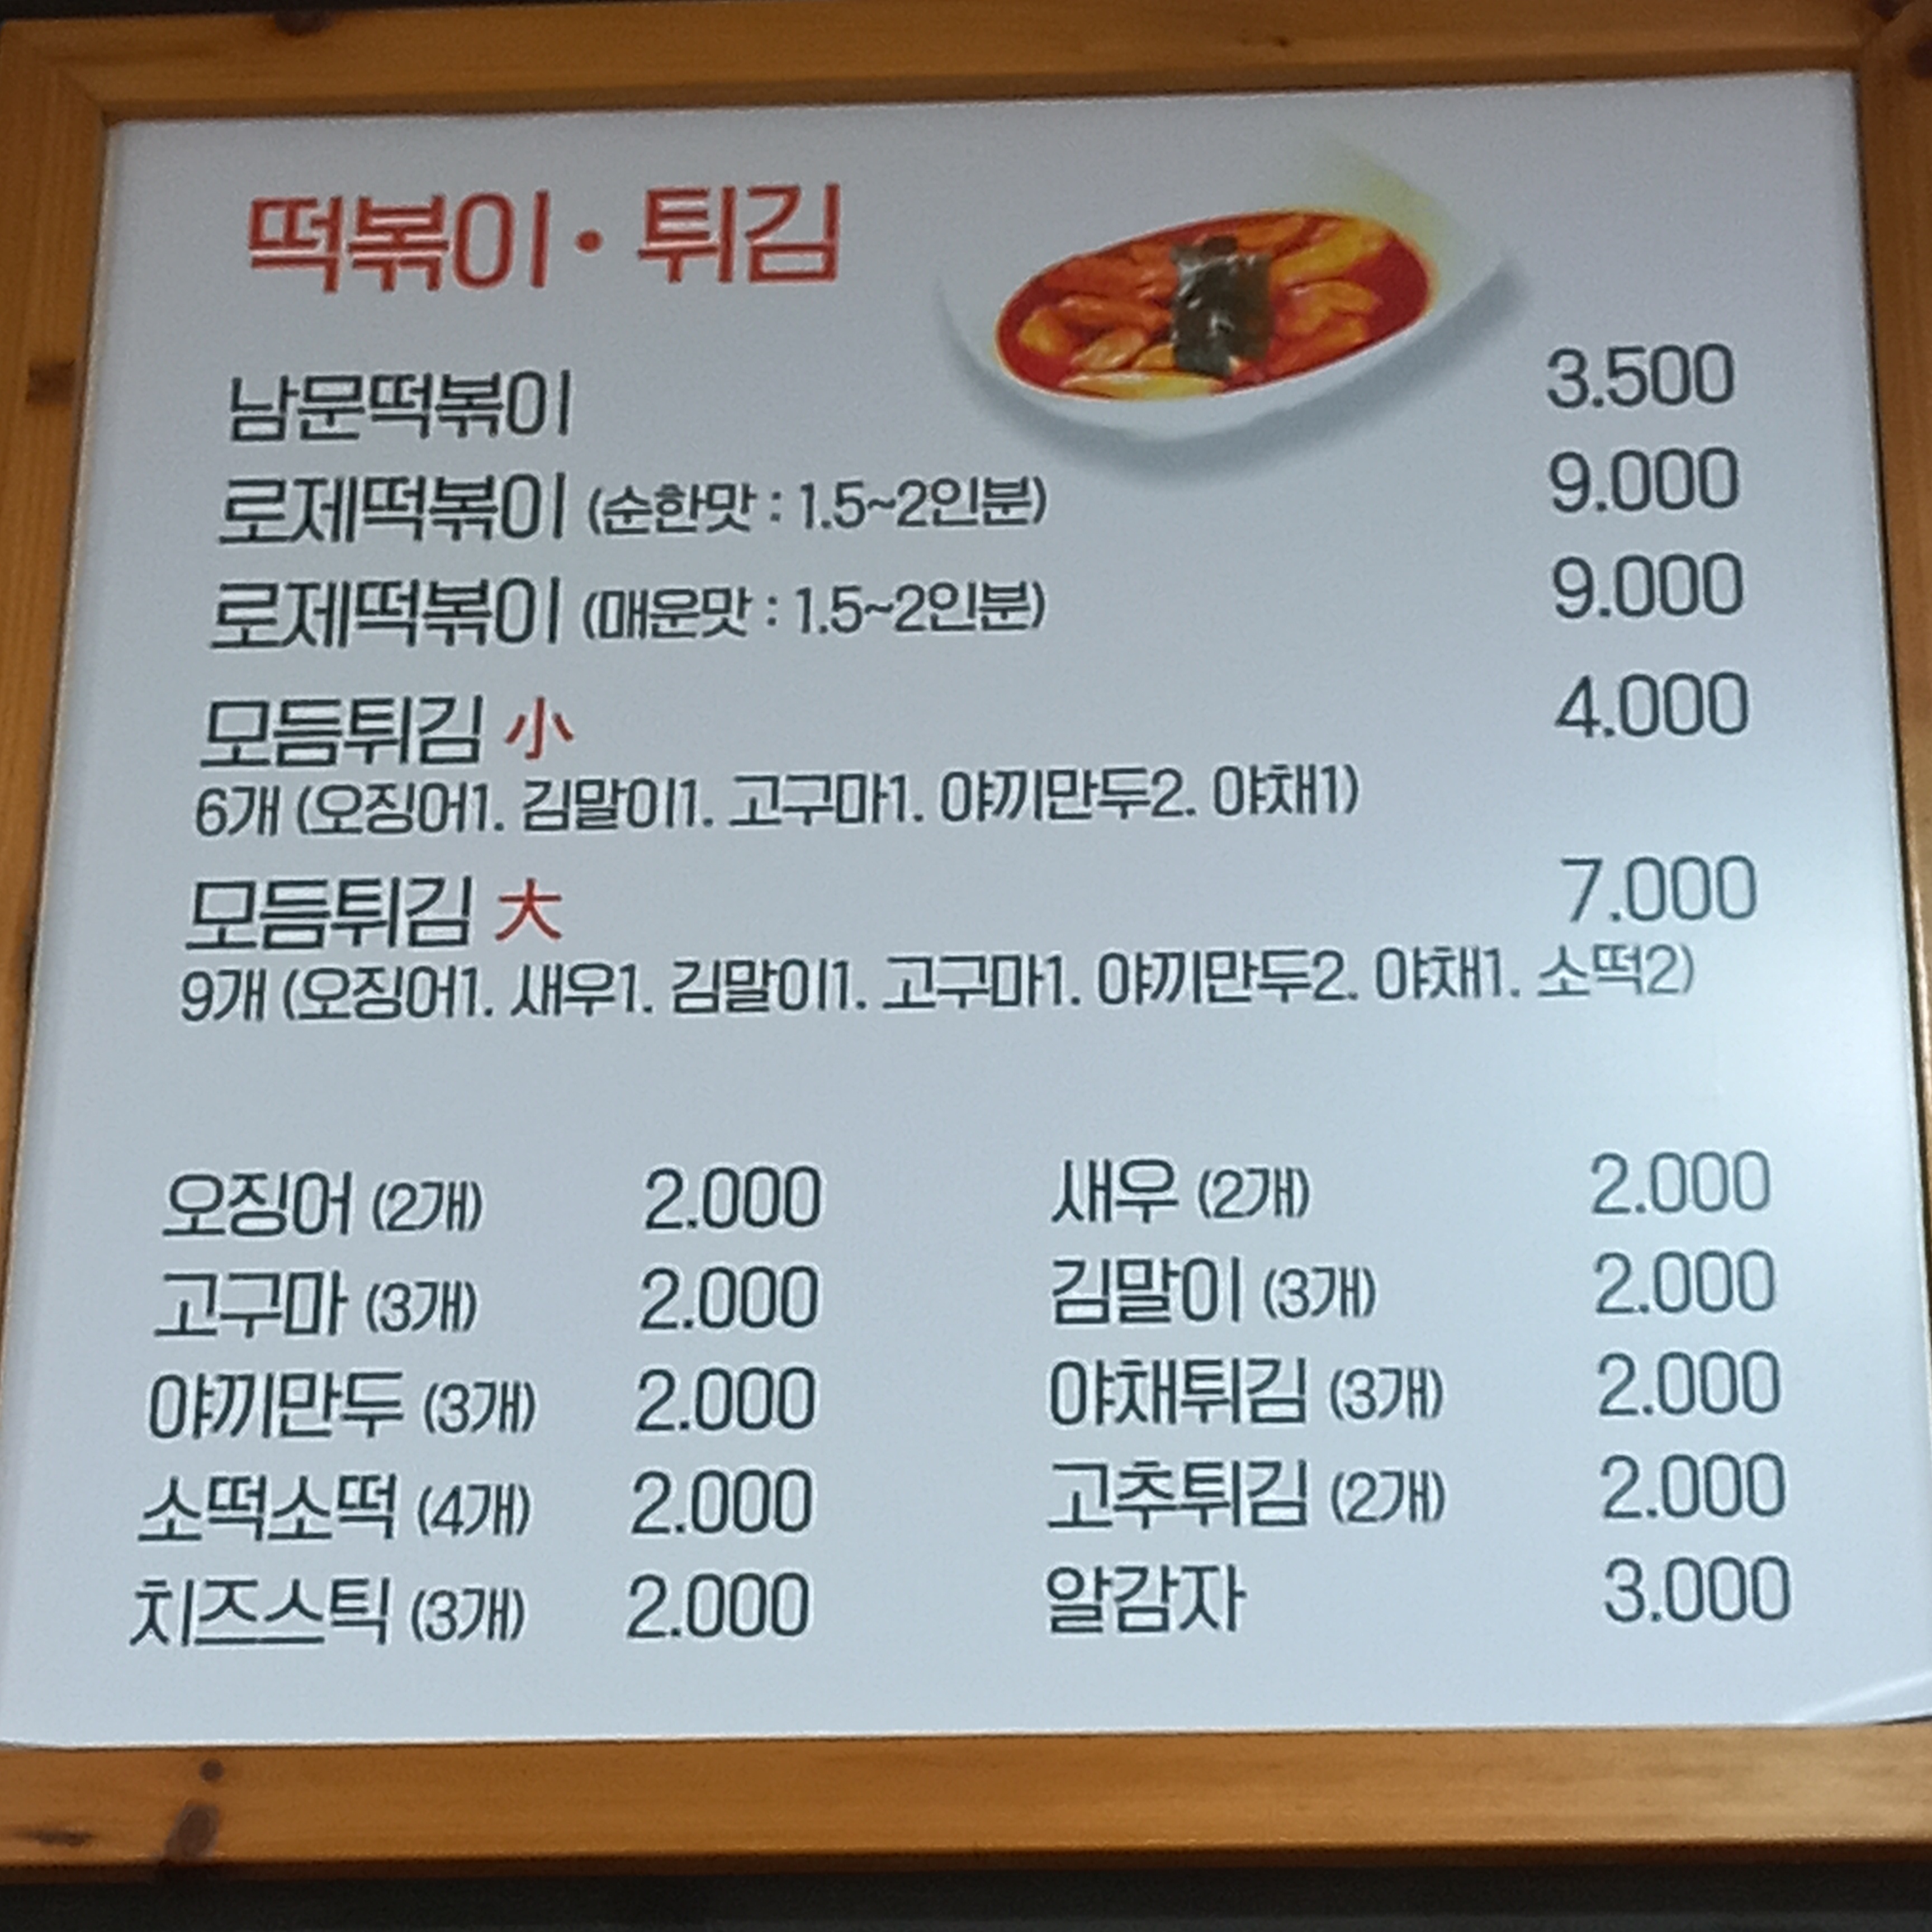 떡볶이 · 튀김
남문떡볶이 3.500
로제떡볶이 (순한맛 : 1.5~2인분) 9.000
로제떡볶이 (매운맛 : 1.5~2인분) 9.000
모듬튀김 小 4.000
6개 (오징어1. 김말이1. 고구마1. 야끼만두2. 야채1)
모듬튀김 大 7.000
9개 (오징어1. 새우1. 김말이1. 고구마1. 야끼만두2. 야채1. 소떡2)
오징어 (2개) 2.000 새우 (2개) 2.000
고구마 (3개) 2.000 김말이 (3개) 2.000
야끼만두 (3개) 2.000 야채튀김 (3개) 2.000
소떡소떡 (4개) 2.000 고추튀김 (2개) 2.000
치즈스틱 (3개) 2.000 알감자 3.000